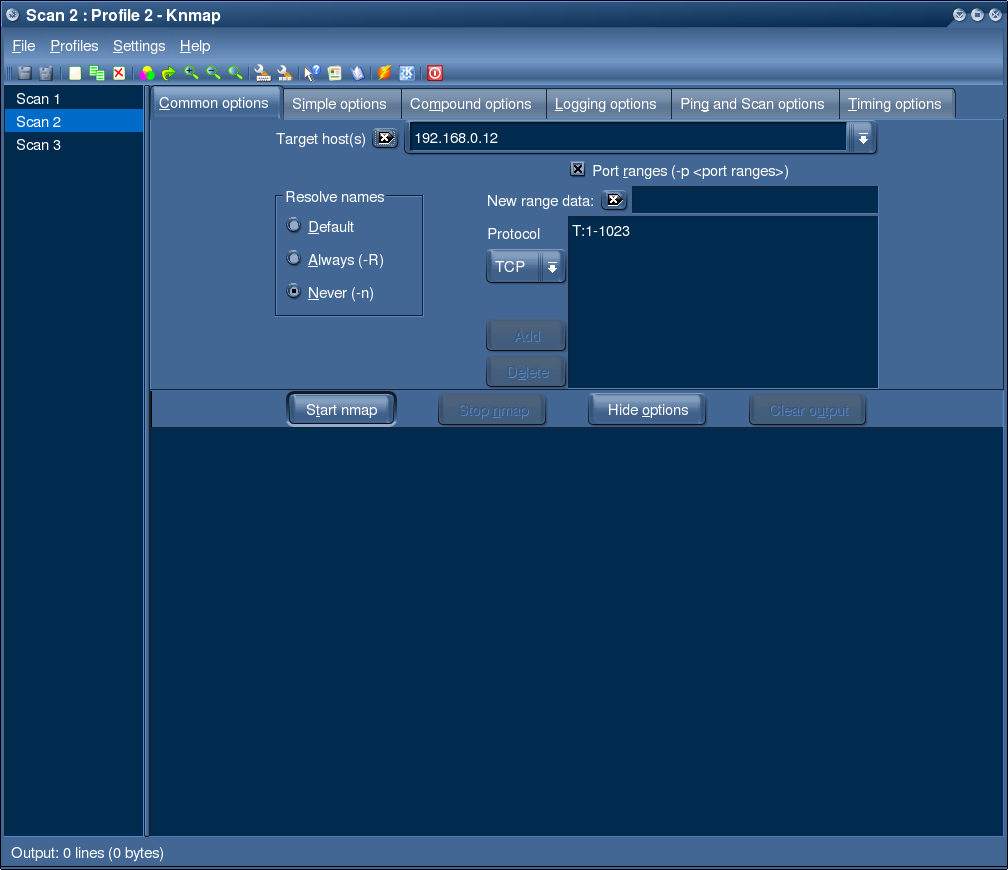 Scan 2 : Profile 2 - Knmap
File Profiles Settings Help
Scan 1
Scan 2
Scan 3
Common options Simple options Compound options Logging options Ping and Scan options Timing options
Target host(s) 192.168.0.12
Port ranges (-p <port ranges>)
Resolve names
Default
Always (-R)
Never (-n)
New range data:
Protocol
TCP
T:1-1023
Add
Delete
Start nmap Stop nmap Hide options Clear output
Output: 0 lines (0 bytes)